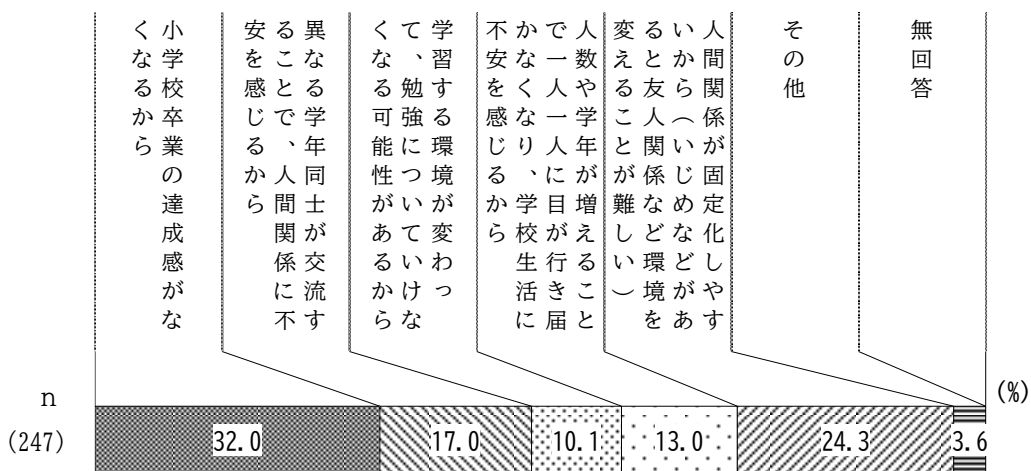 小学校卒業の達成感がな
くなるから
異なる学年同士が交流す
ることで、人間関係に不
安を感じるから
学習する環境が変わっ
て、勉強についていけな
くなる可能性があるから
人数や学年が増えること
で一人一人に目が行き届
かなくなり、学校生活に
不安を感じるから
人間関係が固定化しやす
いから（いじめなどがあ
ると友人関係など環境を
変えることが難しい）
その他
無回答
(%)
n
(247)
32.0
17.0
10.1
13.0
24.3
3.6